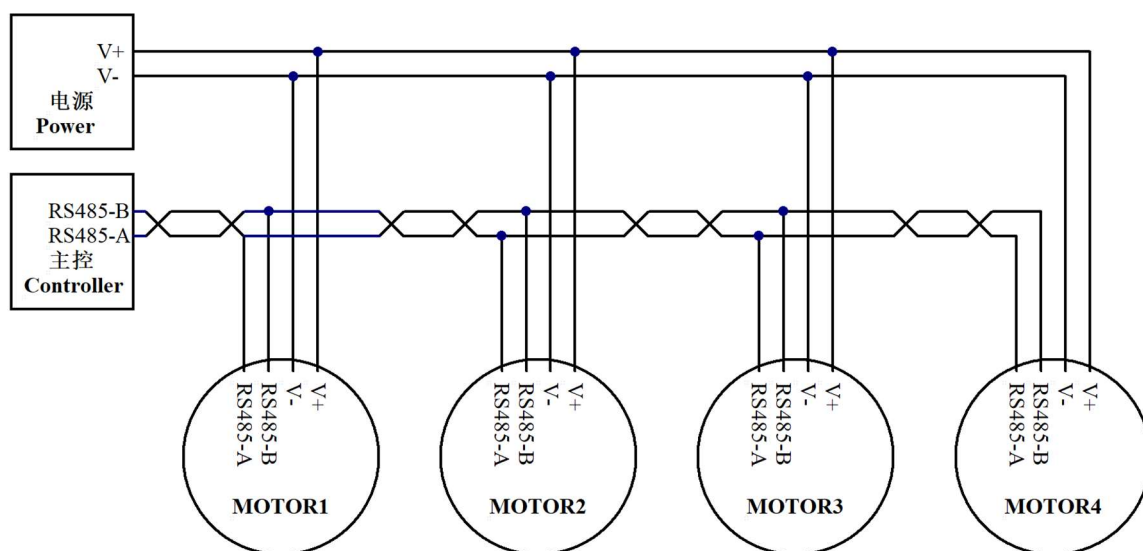 V+
V-
电源
Power
RS485-B
RS485-A
主控
Controller
RS485-A
RS485-B
V-
V+
MOTOR1
RS485-A
RS485-B
V-
V+
MOTOR2
RS485-A
RS485-B
V-
V+
MOTOR3
RS485-A
RS485-B
V-
V+
MOTOR4